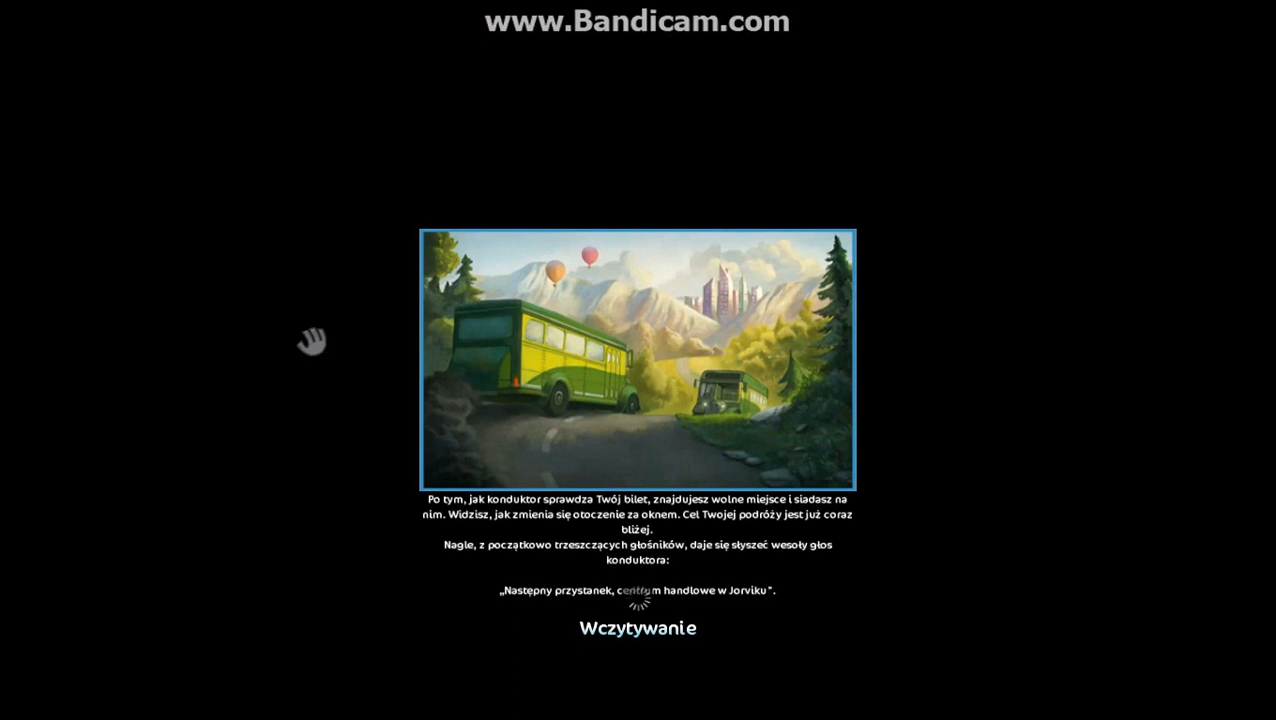 www.Bandicam.com
Po tym, jak konduktor sprawdza Twój bilet, znajdujesz wolne miejsce i siadasz na
nim. Widzisz, jak zmienia się otoczenie za oknem. Cel Twojej podróży jest już coraz
bliżej.
Nagle, z początkowo trzeszczących głośników, daje się słyszeć wesoły głos
konduktora:
„Następny przystanek, centrum handlowe w Jorviku".
Wczytywanie